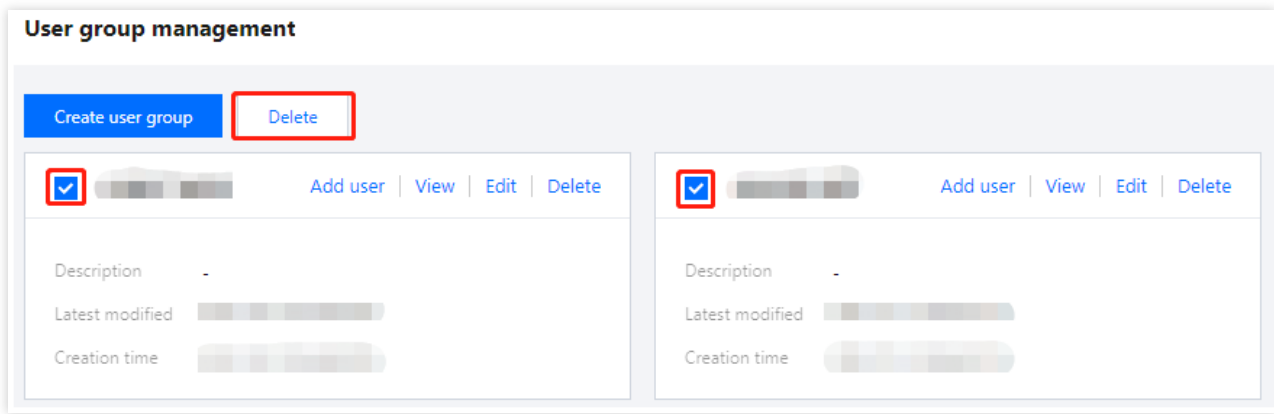 User group management
Create user group Delete
Add user View Edit Delete
Description -
Latest modified
Creation time
Add user View Edit Delete
Description -
Latest modified
Creation time